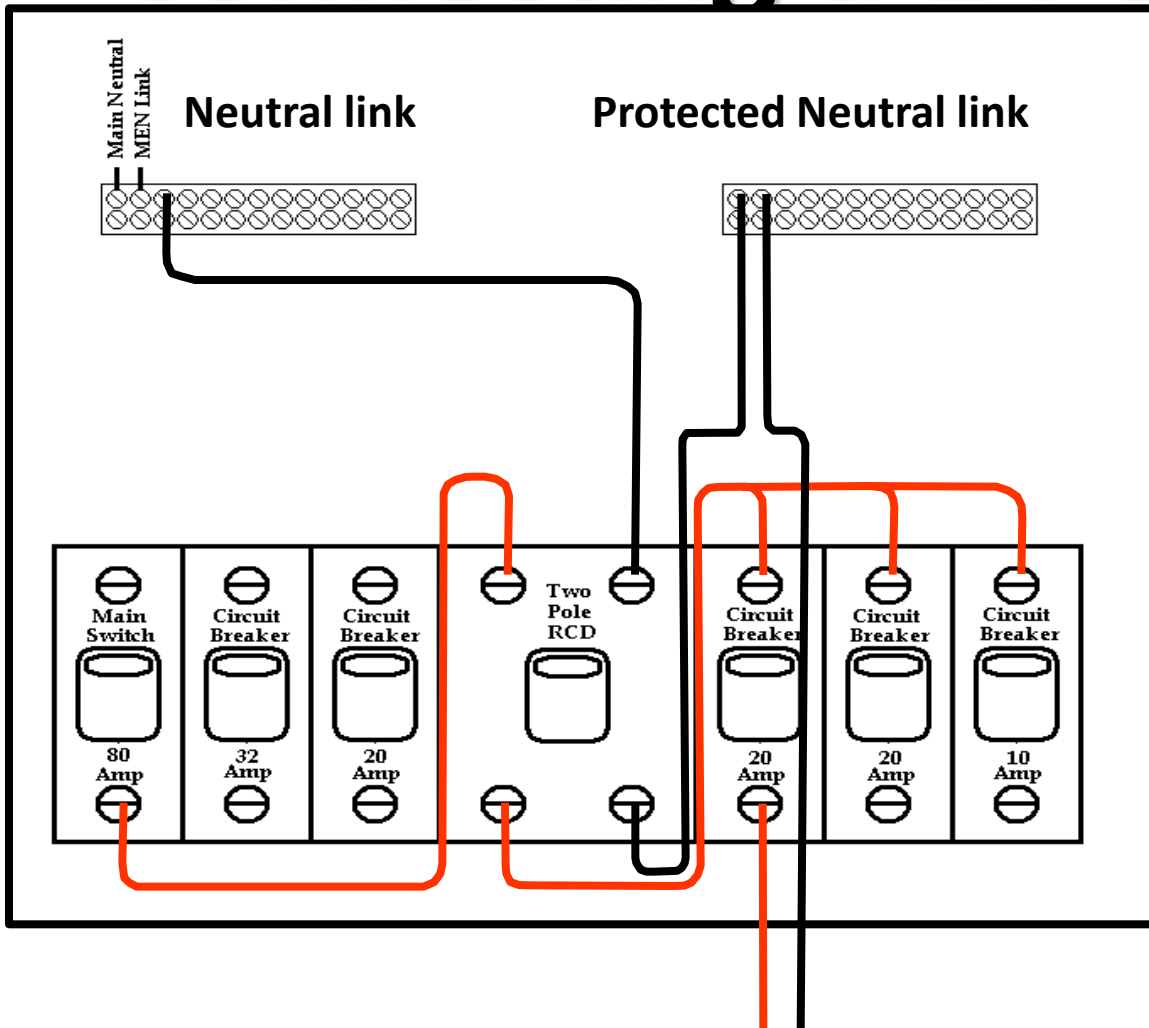 Main Neutral
MEN Link
Neutral link
Protected Neutral link
Main
Switch
80
Amp
Circuit
Breaker
32
Amp
Circuit
Breaker
20
Amp
Two
Pole
RCD
Circuit
Breaker
20
Amp
Circuit
Breaker
20
Amp
Circuit
Breaker
10
Amp